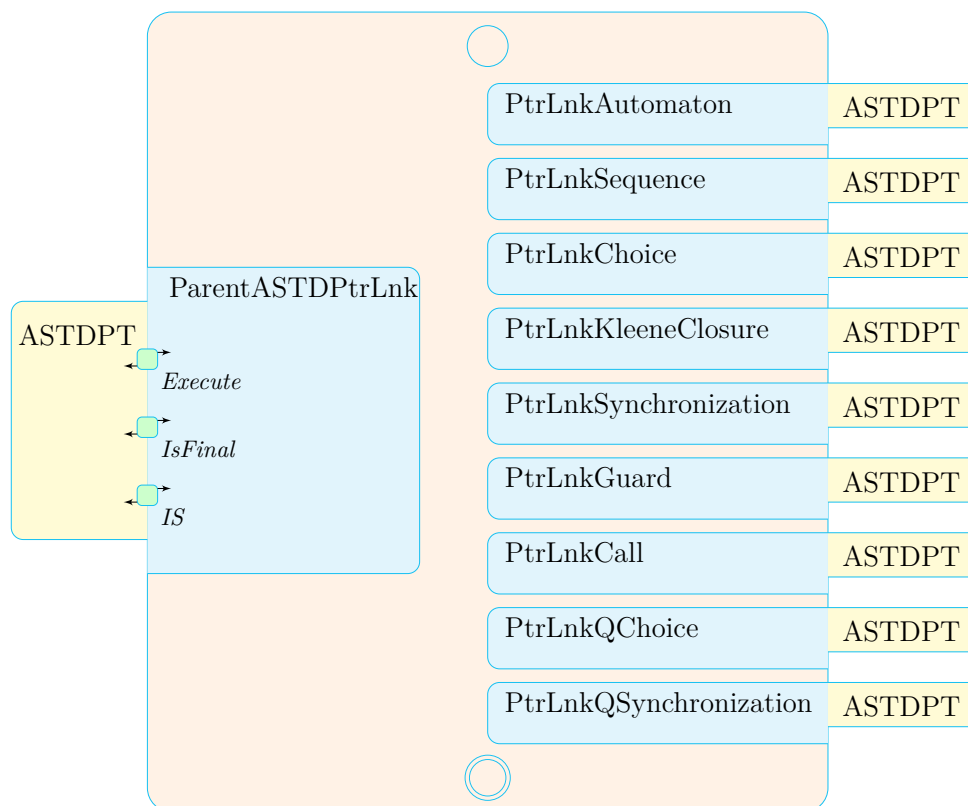 PtrLnkAutomaton ASTDPT
PtrLnkSequence ASTDPT
PtrLnkChoice ASTDPT
ParentASTDPtrLnk
PtrLnkKleeneClosure ASTDPT
ASTDPT
Execute
PtrLnkSynchronization ASTDPT
IsFinal
PtrLnkGuard ASTDPT
IS
PtrLnkCall ASTDPT
PtrLnkQChoice ASTDPT
PtrLnkQSynchronization ASTDPT